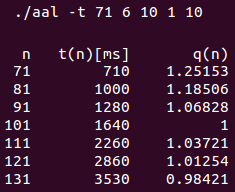 ./aal -t 71 6 10 1 10
n t(n)[ms] q(n)
71 710 1.25153
81 1000 1.18506
91 1280 1.06828
101 1640 1
111 2260 1.03721
121 2860 1.01254
131 3530 0.98421